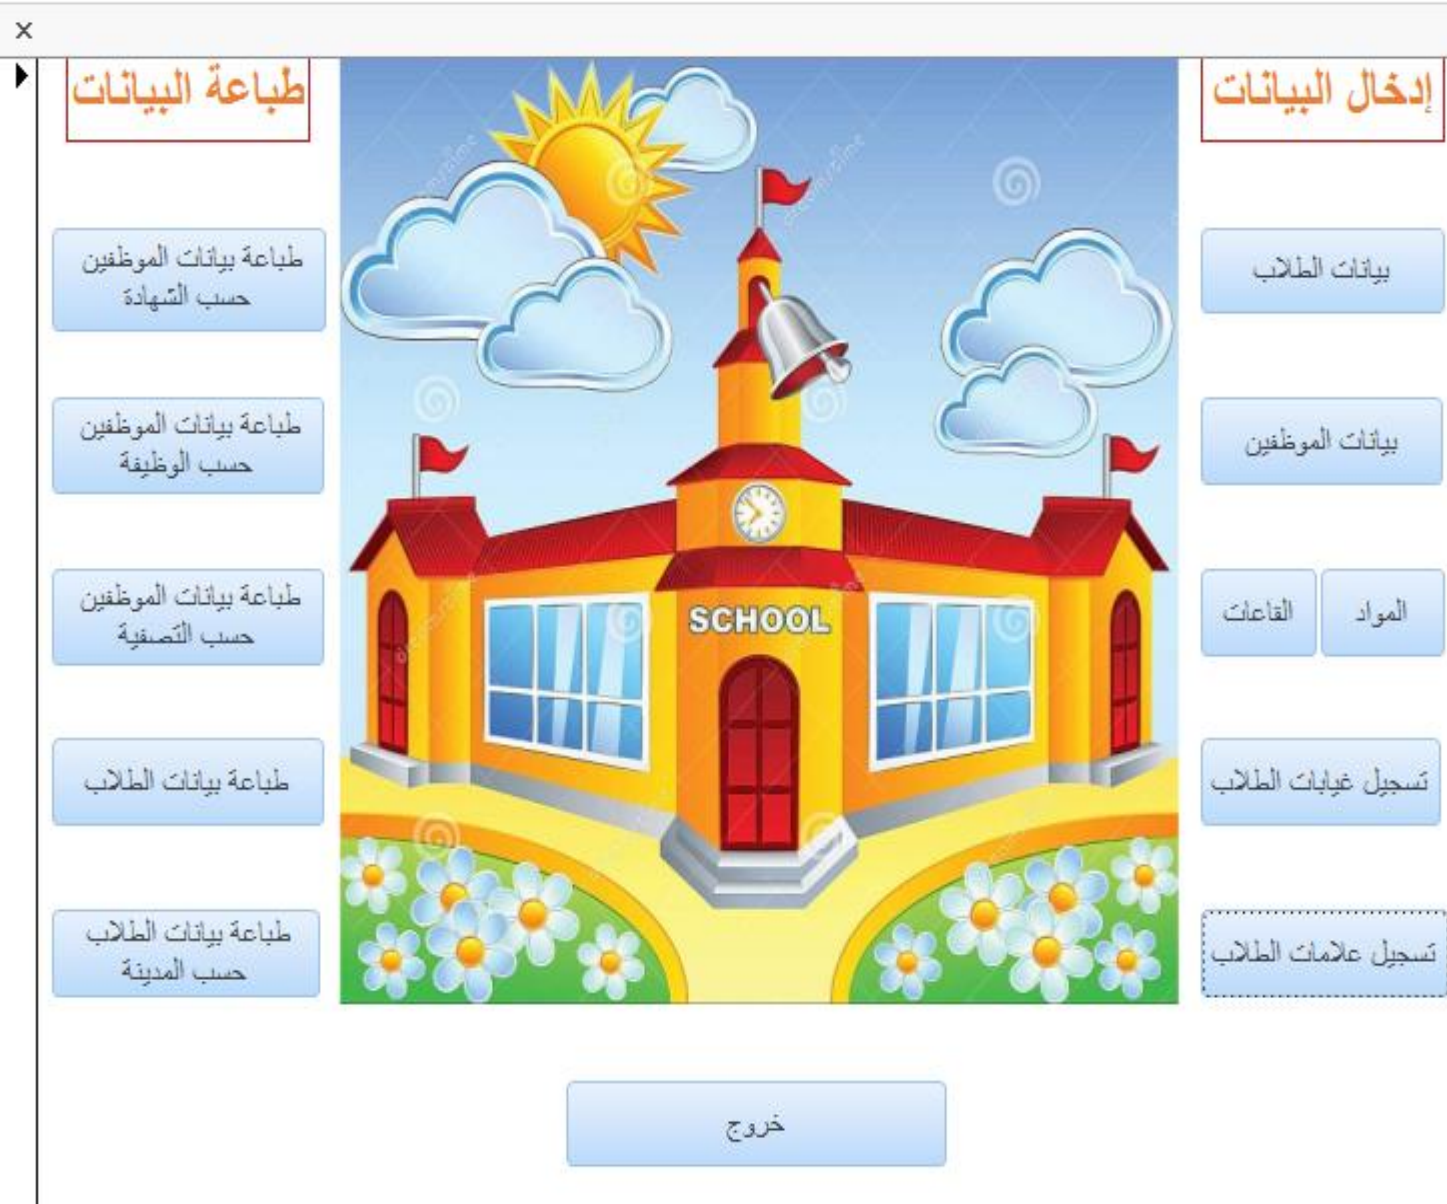 إدخال البيانات
بيانات الطلاب
بيانات الموظفين
المواد
القاعات
تسجيل غيابات الطلاب
تسجيل علامات الطلاب
SCHOOL
طباعة البيانات
طباعة بيانات الموظفين
حسب الشهادة
طباعة بيانات الموظفين
حسب الوظيفة
طباعة بيانات الموظفين
حسب التصفية
طباعة بيانات الطلاب
طباعة بيانات الطلاب
حسب المدينة
خروج